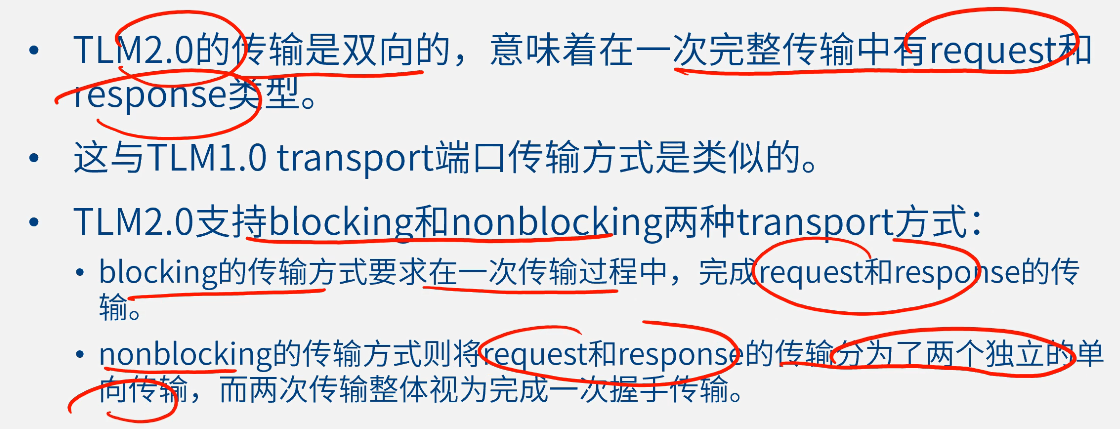 • TLM2.0的传输是双向的，意味着在一次完整传输中有request和
response类型。
• 这与TLM1.0 transport端口传输方式是类似的。
• TLM2.0支持blocking和nonblocking两种transport方式：
• blocking的传输方式要求在一次传输过程中，完成request和response的传
输。
• nonblocking的传输方式则将request和response的传输分为了两个独立的单
向传输，而两次传输整体视为完成一次握手传输。